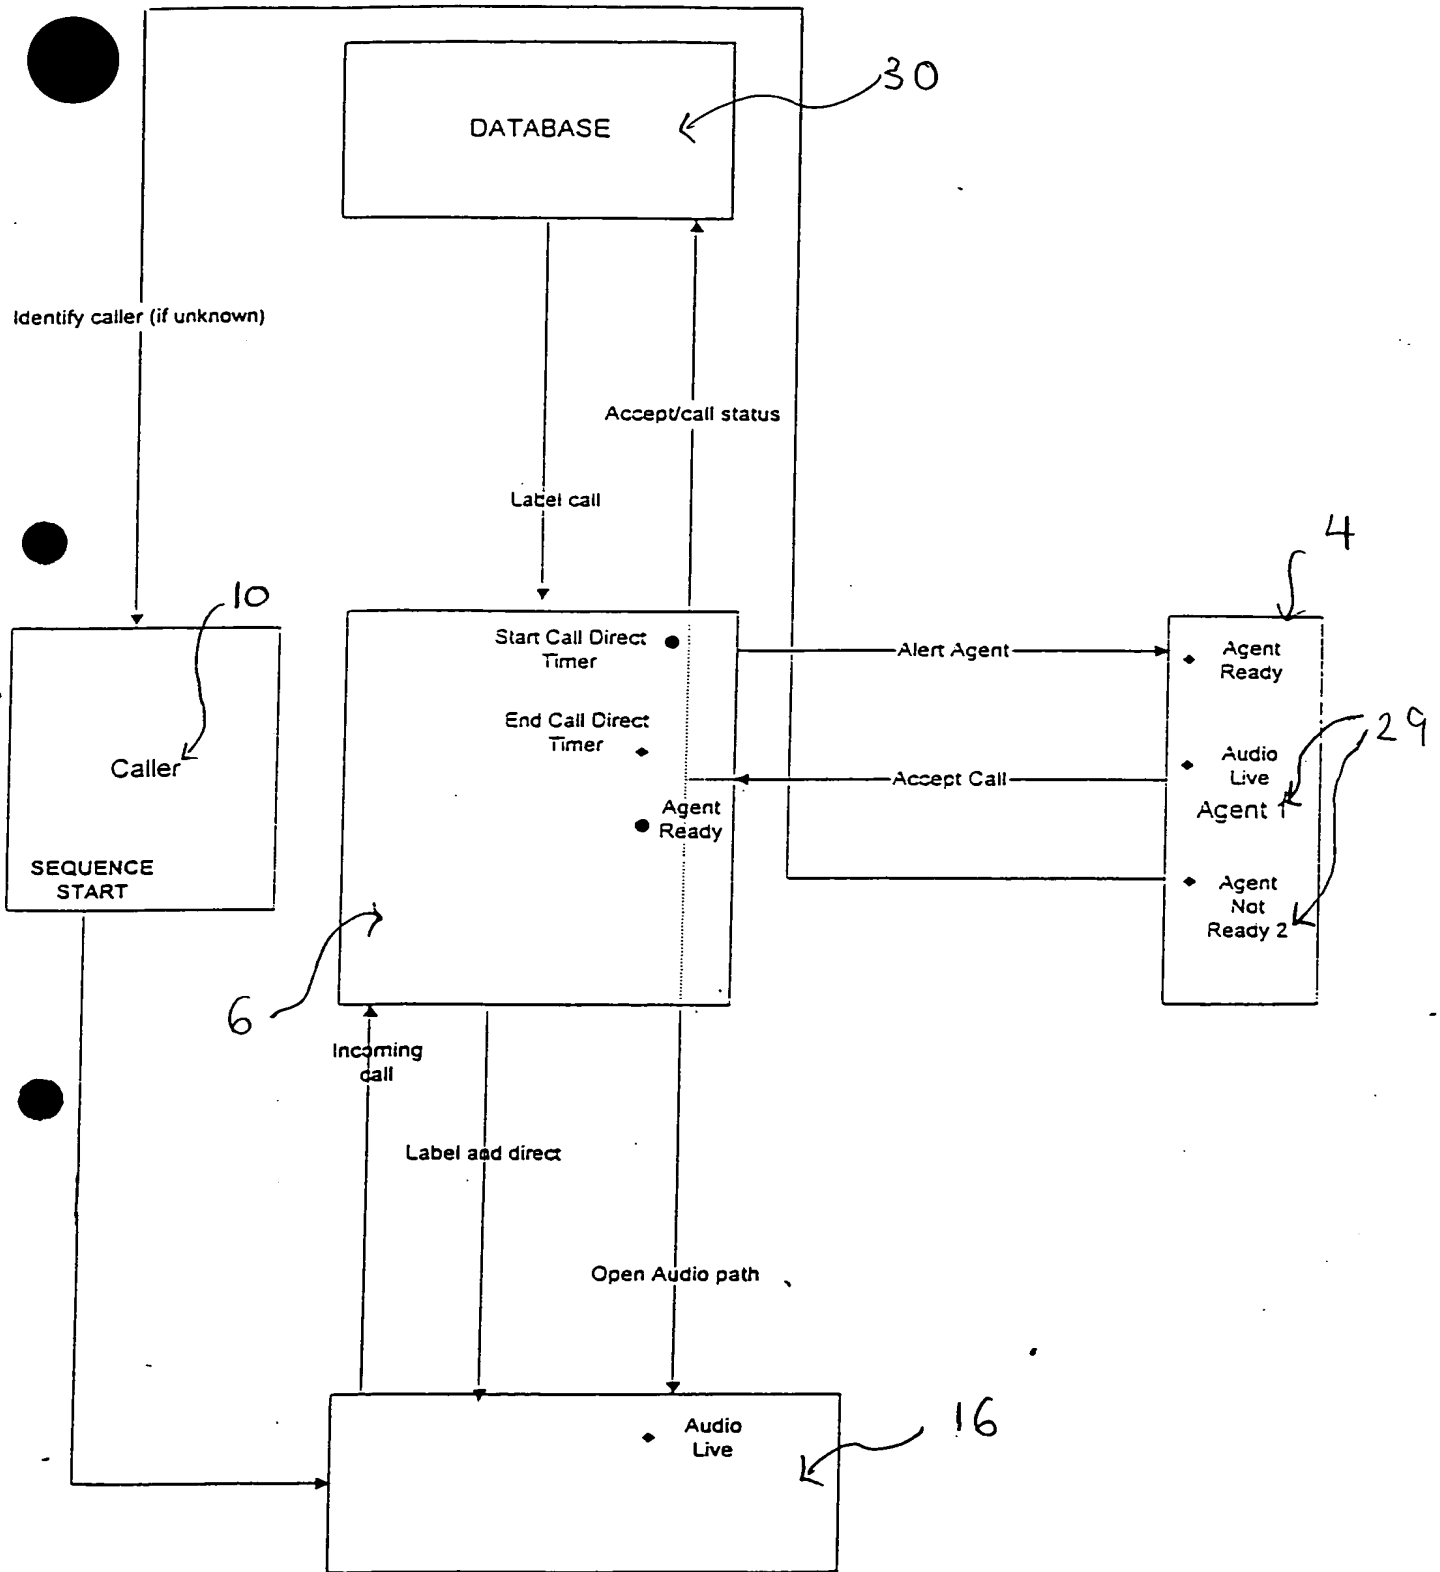 30
DATABASE
Identify caller (if unknown)
Accept/call status
Label call
4
10
Start Call Direct
Timer
Alert Agent
Agent
Ready
End Call Direct
Timer
29
Caller
Audio
Live
Accept Call
Agent 1
Agent
Ready
SEQUENCE
START
Agent
Not
Ready 2
6
Incoming
call
Label and direct
Open Audio path
Audio
Live
16